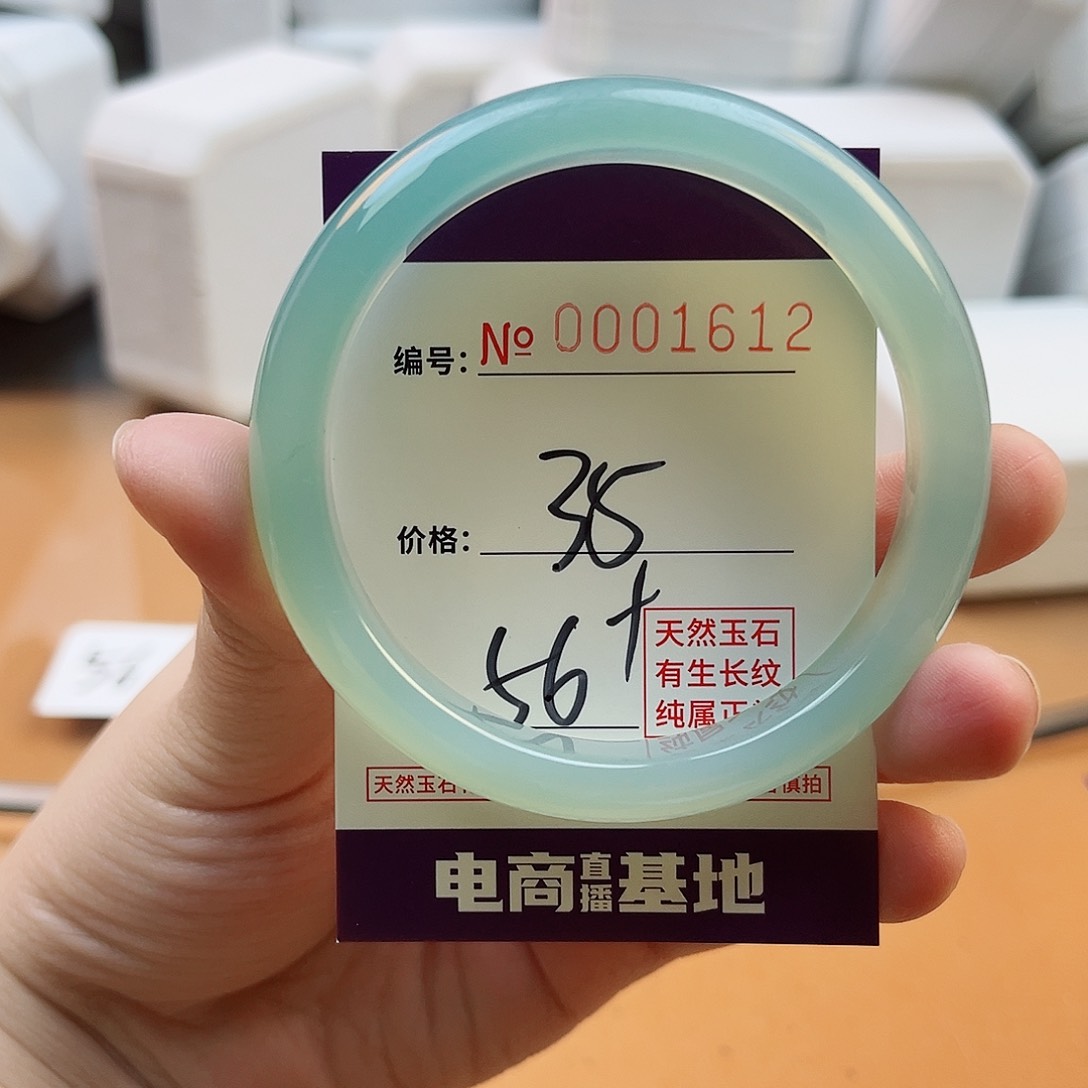 编号: № 0001612
价格: 385
+
56
天然玉石
有生长纹
纯属正
天然玉石
慎拍
电商直播基地